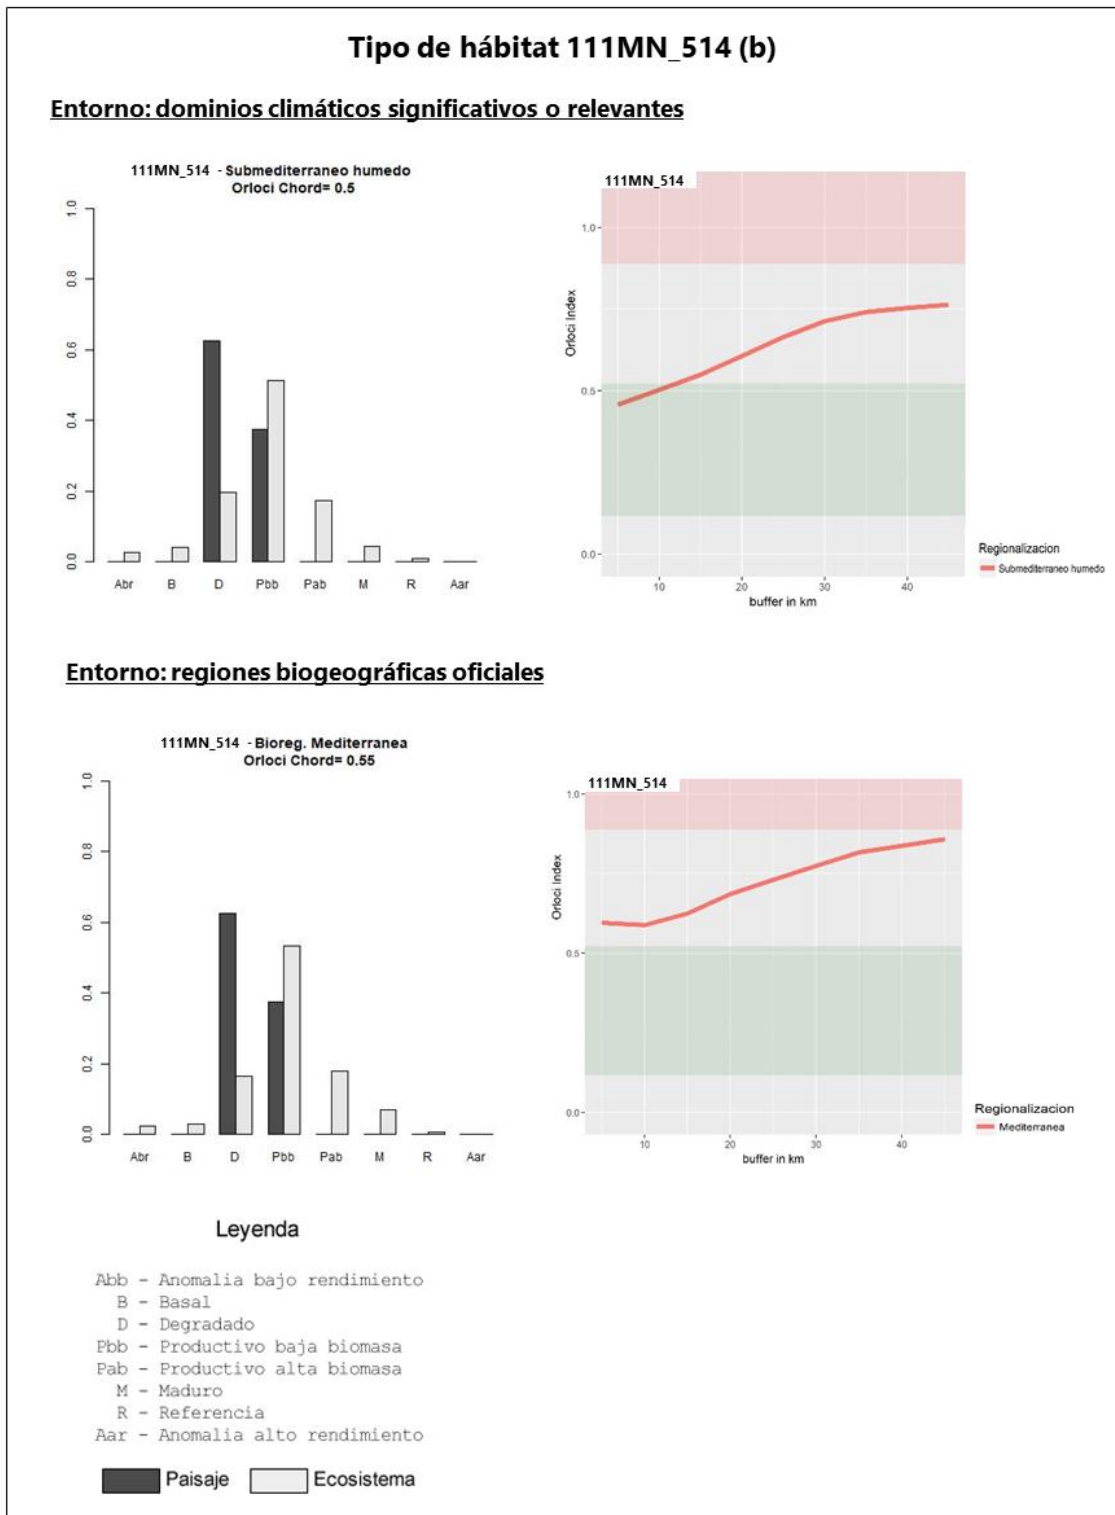 Tipo de hábitat 111MN_514 (b)
Entorno: dominios climáticos significativos o relevantes
111MN_514 - Submediterraneo humedo
Orloci Chord= 0.5
1.0
0.8
0.6
0.4
0.2
0.0
Abr B D Pbb Pab M R Aar
111MN_514
Orloci Index
1.0
0.5
0.0
10 20 30 40
buffer in km
Regionalizacion
Submediterraneo humedo
Entorno: regiones biogeográficas oficiales
111MN_514 - Bioreg. Mediterranea
Orloci Chord= 0.55
1.0
0.8
0.6
0.4
0.2
0.0
Abr B D Pbb Pab M R Aar
111MN_514
Orloci Index
1.0
0.5
0.0
10 20 30 40
buffer in km
Regionalizacion
Mediterranea
Leyenda
Abb - Anomalia bajo rendimiento
B - Basal
D - Degradado
Pbb - Productivo baja biomasa
Pab - Productivo alta biomasa
M - Maduro
R - Referencia
Aar - Anomalia alto rendimiento
Paisaje Ecosistema